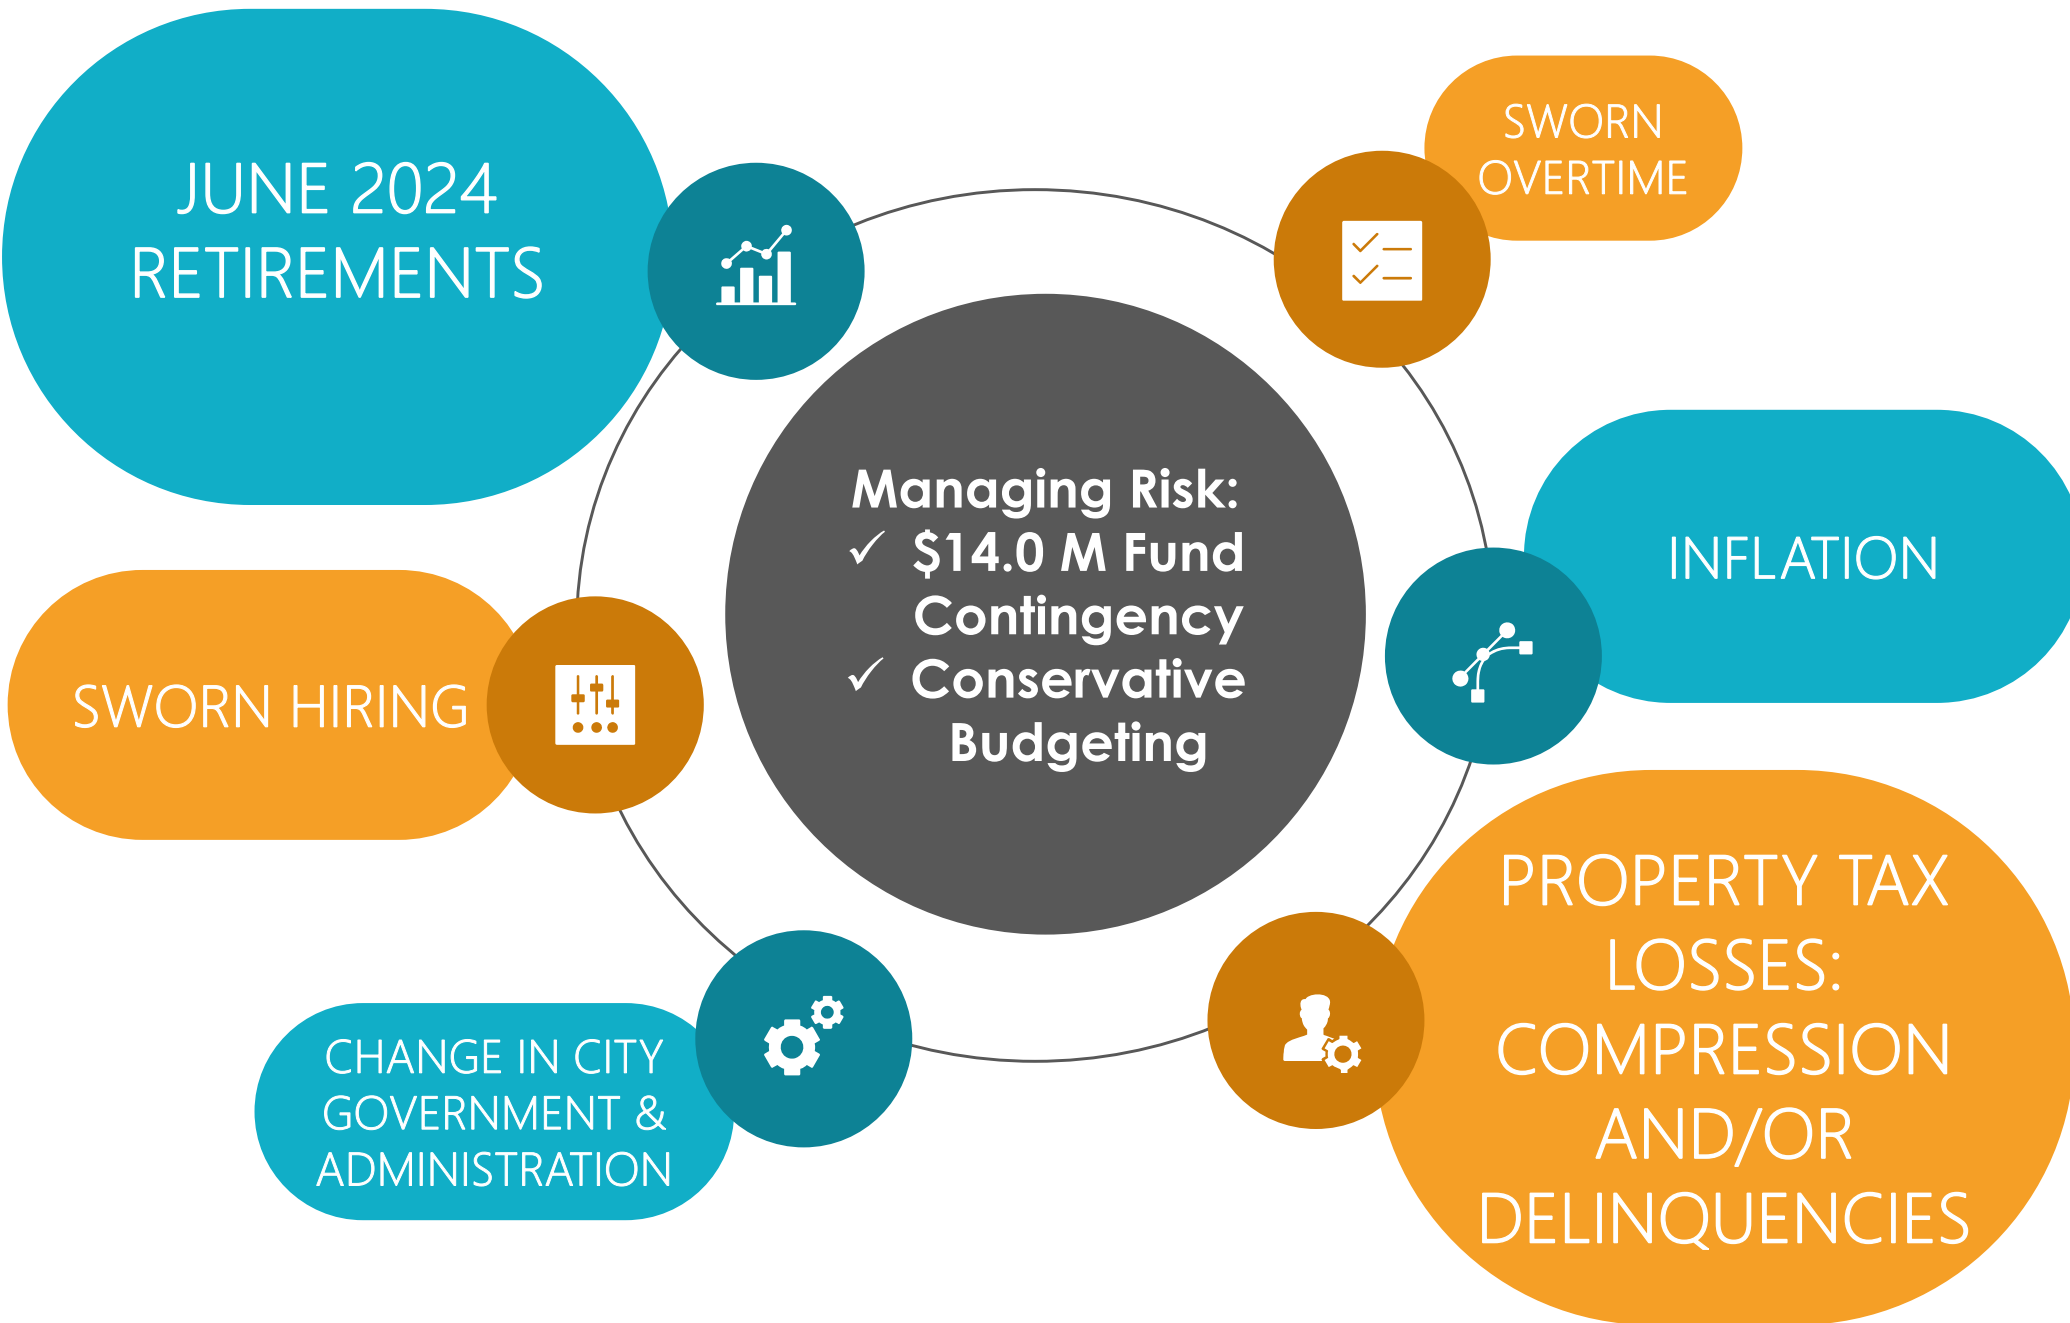 JUNE 2024
RETIREMENTS
SWORN
OVERTIME
Managing Risk:
✓ $14.0 M Fund
Contingency
✓ Conservative
Budgeting
INFLATION
SWORN HIRING
PROPERTY TAX
LOSSES:
COMPRESSION
AND/OR
DELINQUENCIES
CHANGE IN CITY
GOVERNMENT &
ADMINISTRATION